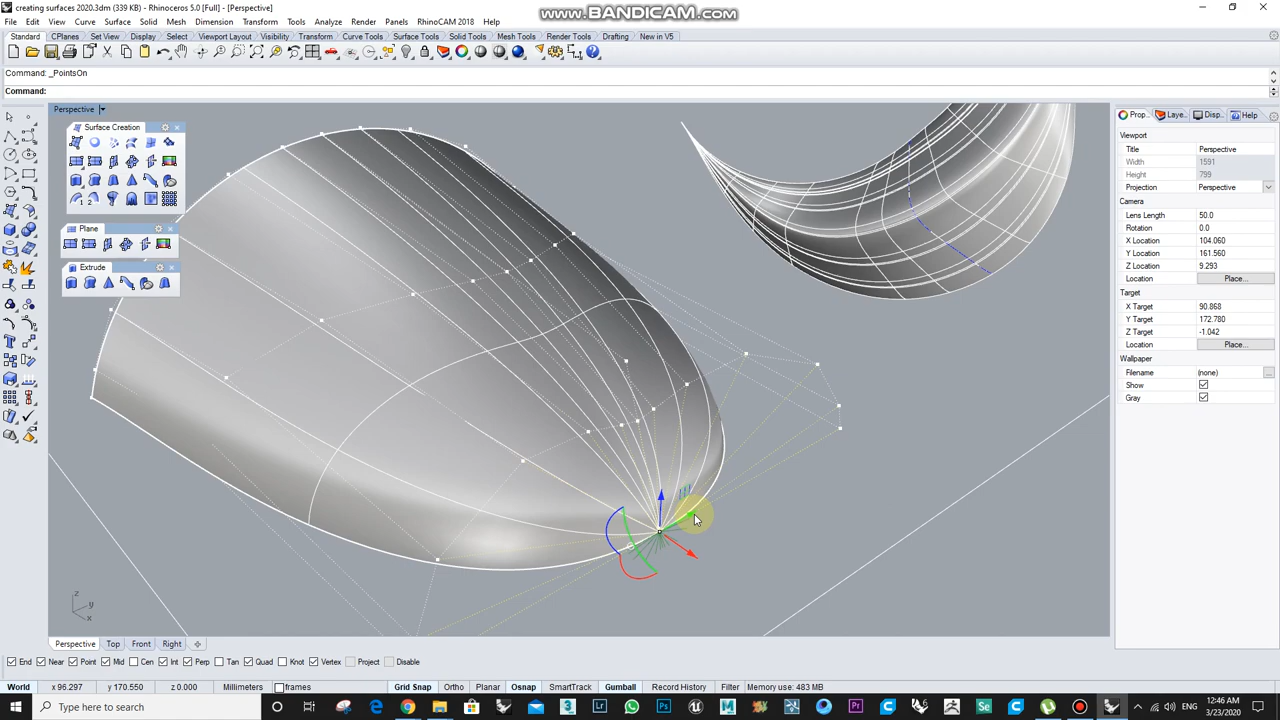 creating surfaces 2020.3dm (339 KB) - Rhinoceros 5.0 [Full] - [Perspective]
www.BANDICAM.com
File Edit View Curve Surface Solid Mesh Dimension Transform Tools Analyze Render Panels RhinoCAM 2018 Help
Standard CPlanes Set View Display Select Viewport Layout Visibility Transform Curve Tools Surface Tools Solid Tools Mesh Tools Render Tools Drafting New in V5
Command: _PointsOn
Command:
Perspective
Surface Creation
Plane
Extrude
Prop... Laye... Disp... Help
Viewport
Title Perspective
Width 1591
Height 799
Projection Perspective
Camera
Lens Length 50.0
Rotation 0.0
X Location 104.060
Y Location 161.560
Z Location 9.293
Location Place...
Target
X Target 90.868
Y Target 172.780
Z Target -1.042
Location Place...
Wallpaper
Filename (none) ...
Show
Gray
z
y
x
Perspective Top Front Right
End Near Point Mid Cen Int Perp Tan Quad Knot Vertex Project Disable
World x 96.297 y 170.550 z 0.000 Millimeters frames Grid Snap Ortho Planar Osnap SmartTrack Gumball Record History Filter Memory use: 483 MB
Type here to search
ENG
12:46 AM
3/23/2020